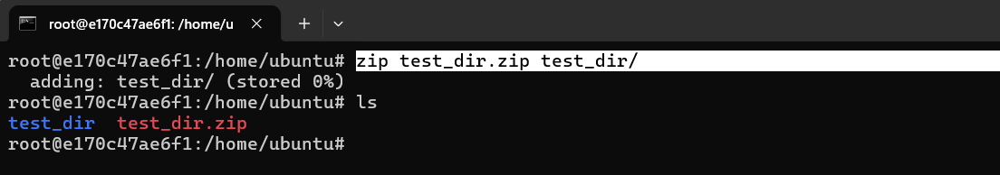 root@e170c47ae6f1: /home/u
root@e170c47ae6f1:/home/ubuntu# zip test_dir.zip test_dir/
  adding: test_dir/ (stored 0%)
root@e170c47ae6f1:/home/ubuntu# ls
test_dir  test_dir.zip
root@e170c47ae6f1:/home/ubuntu#